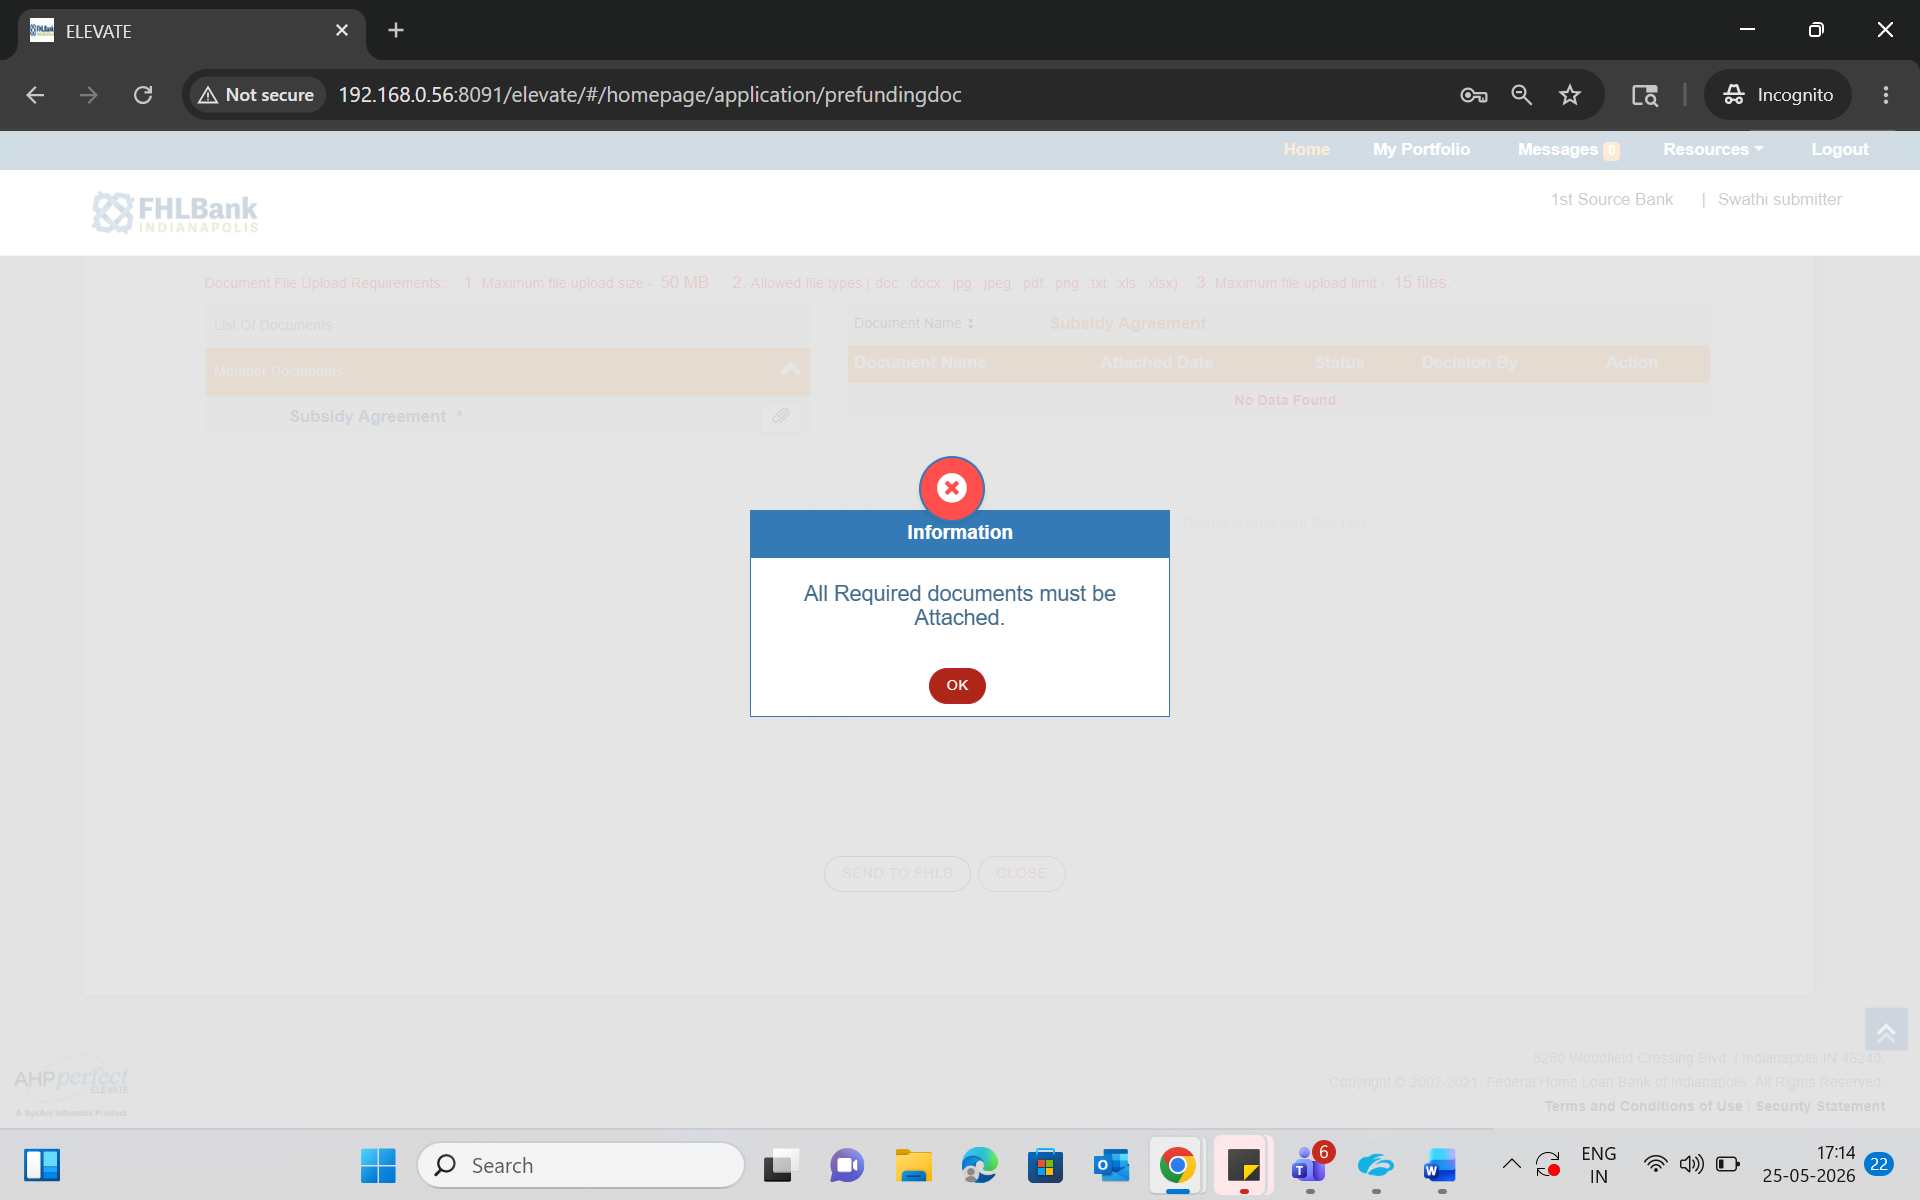 ELEVATE
Not secure 192.168.0.56:8091/elevate/#/homepage/application/prefundingdoc Incognito
Home My Portfolio Messages 0 Resources Logout
FHLBank
INDIANAPOLIS
1st Source Bank | Swathi submitter
Document File Upload Requirements: 1. Maximum file upload size - 50 MB 2. Allowed file types (.doc, .docx, .jpg, .jpeg, .pdf, .png, .txt, .xls, .xlsx) 3. Maximum file upload limit - 15 files.
List Of Documents
Document Name : Subsidy Agreement
Member Documents
Document Name Attached Date Status Decision By Action
Subsidy Agreement *
No Data Found
Information
All Required documents must be
Attached.
OK
SEND TO FHLB CLOSE
8250 Woodfield Crossing Blvd. | Indianapolis, IN 46240.
AHPperfect
ELEVATE
Copyright © 2002-2021, Federal Home Loan Bank of Indianapolis. All Rights Reserved.
A SysArc Infomatix Product
Terms and Conditions of Use | Security Statement
Search
6
ENG
IN
17:14
25-05-2026
22